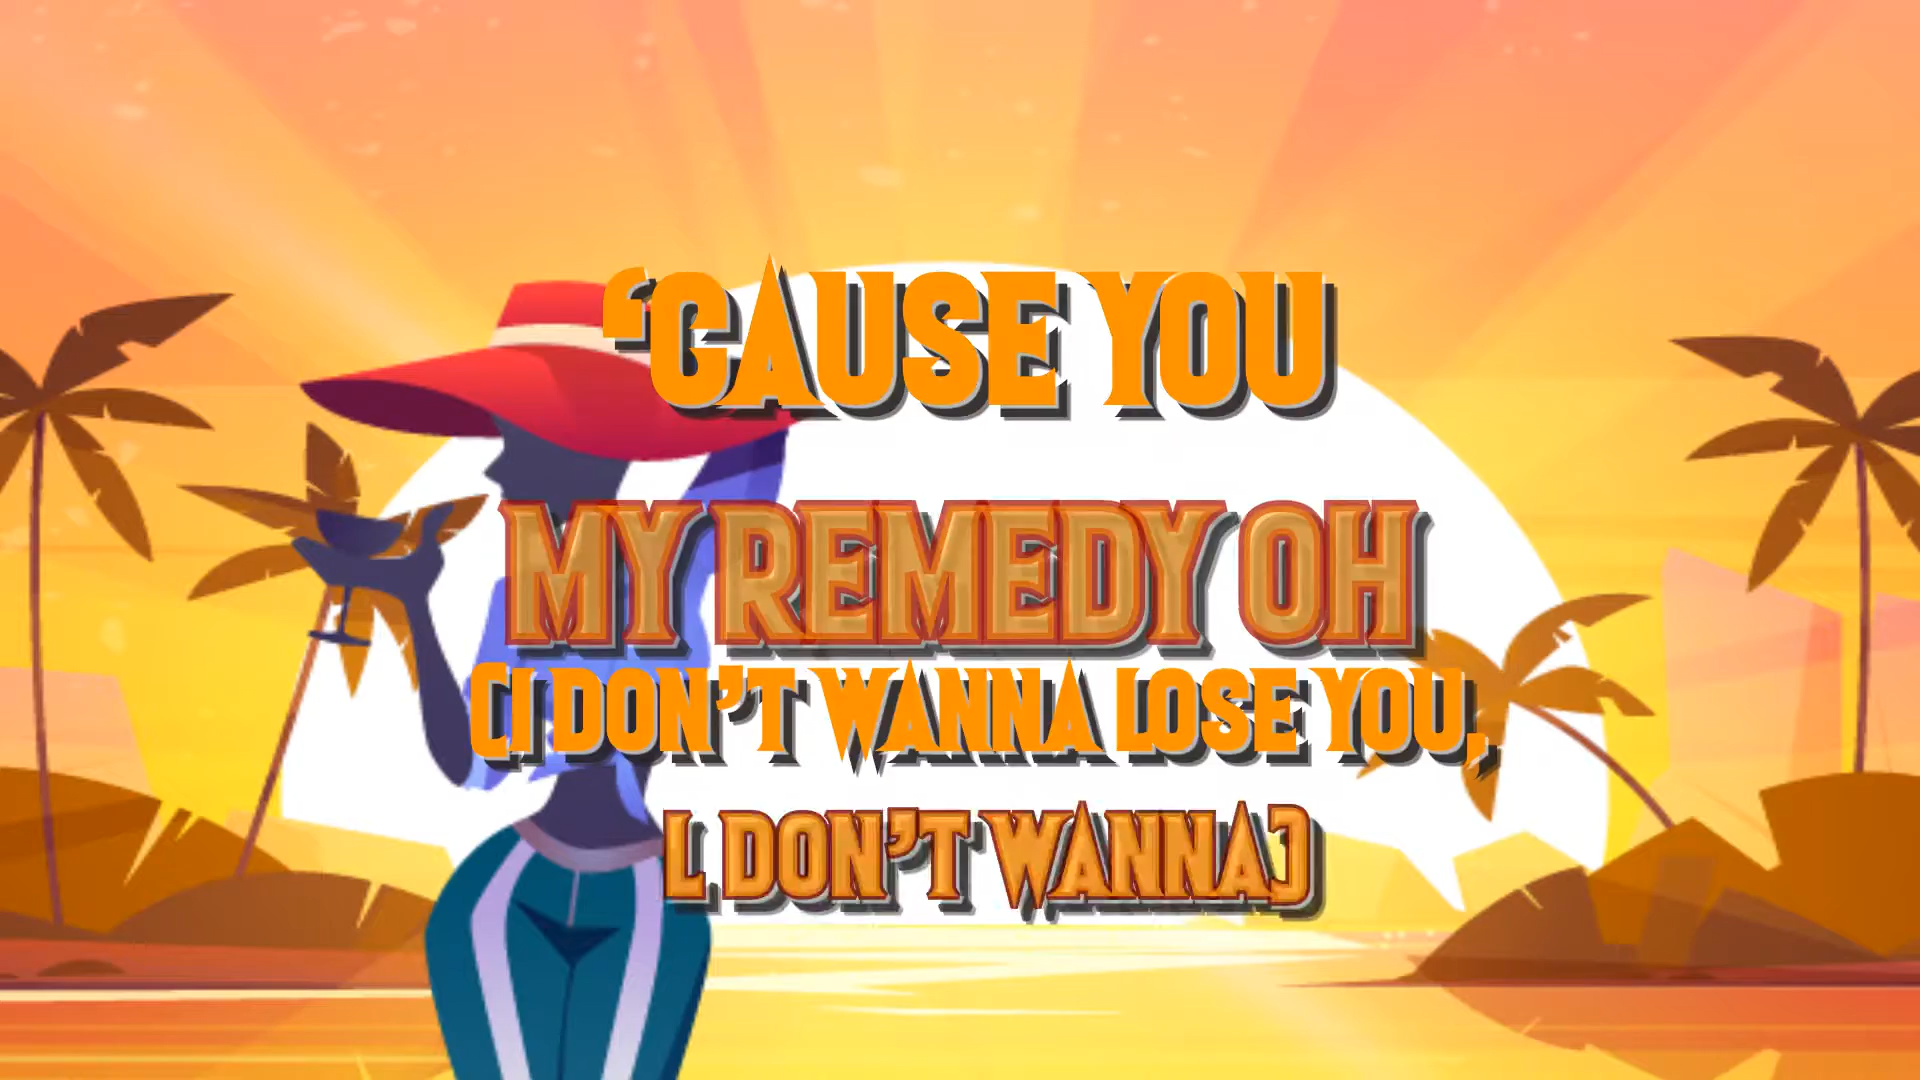 ‘CAUSE YOU
MY REMEDY OH
(I DON’T WANNA LOSE YOU,
I, DON’T WANNA)